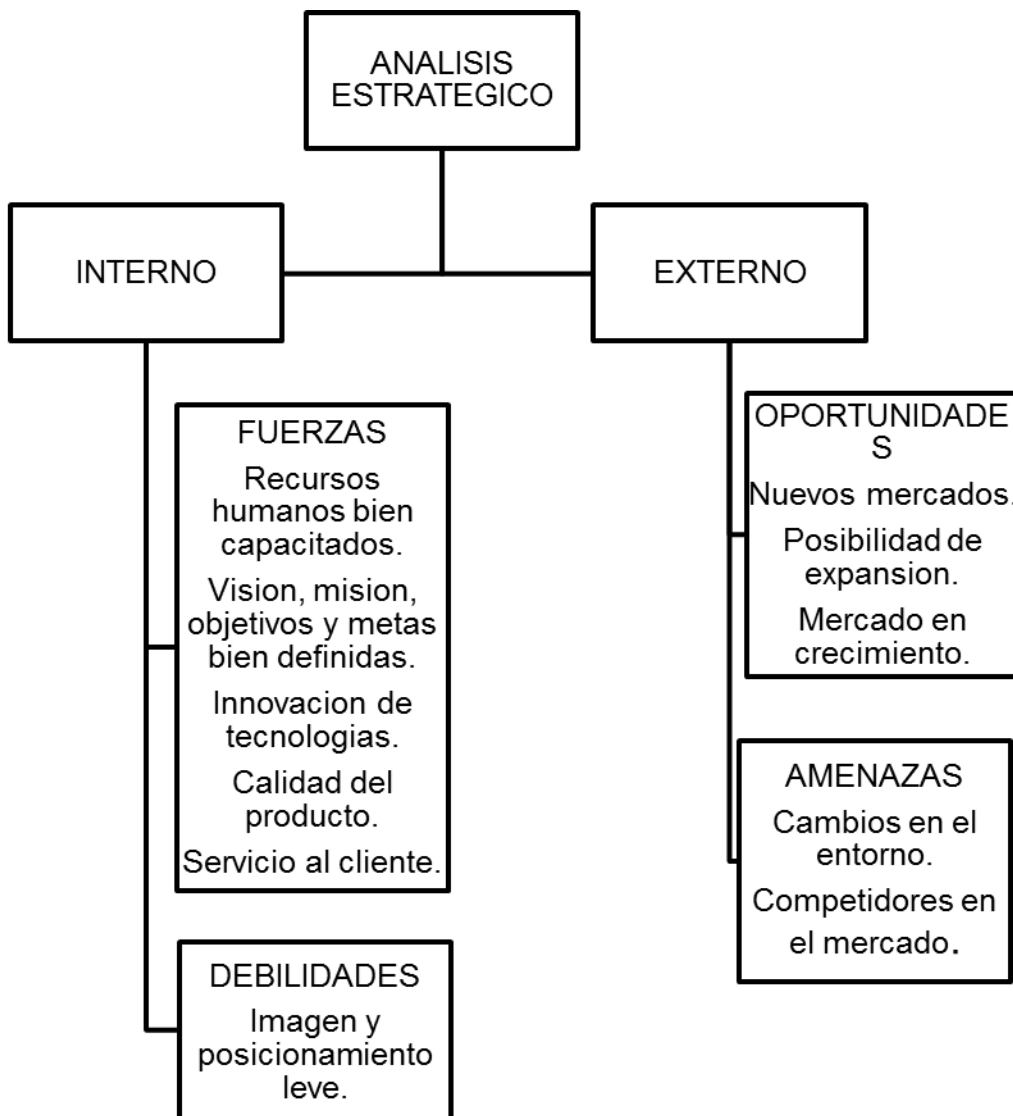 ANALISIS
ESTRATEGICO
INTERNO
EXTERNO
FUERZAS
Recursos
humanos bien
capacitados.
Vision, mision,
objetivos y metas
bien definidas.
Innovacion de
tecnologias.
Calidad del
producto.
Servicio al cliente.
DEBILIDADES
Imagen y
posicionamiento
leve.
OPORTUNIDADE
S
Nuevos mercados.
Posibilidad de
expansion.
Mercado en
crecimiento.
AMENAZAS
Cambios en el
entorno.
Competidores en
el mercado.